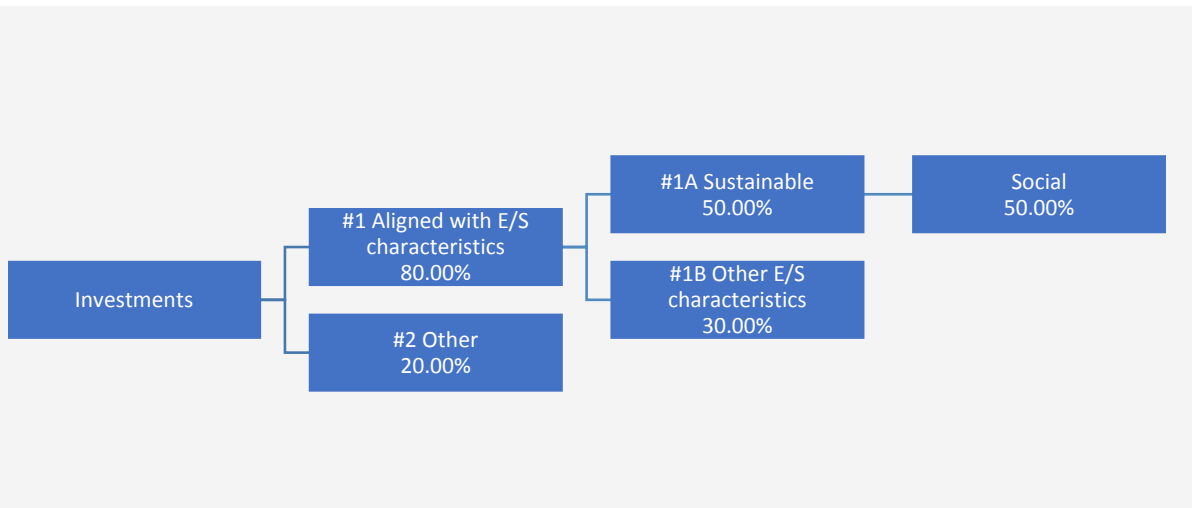 Investments
#1 Aligned with E/S
characteristics
80.00%
#2 Other
20.00%
#1A Sustainable
50.00%
#1B Other E/S
characteristics
30.00%
Social
50.00%